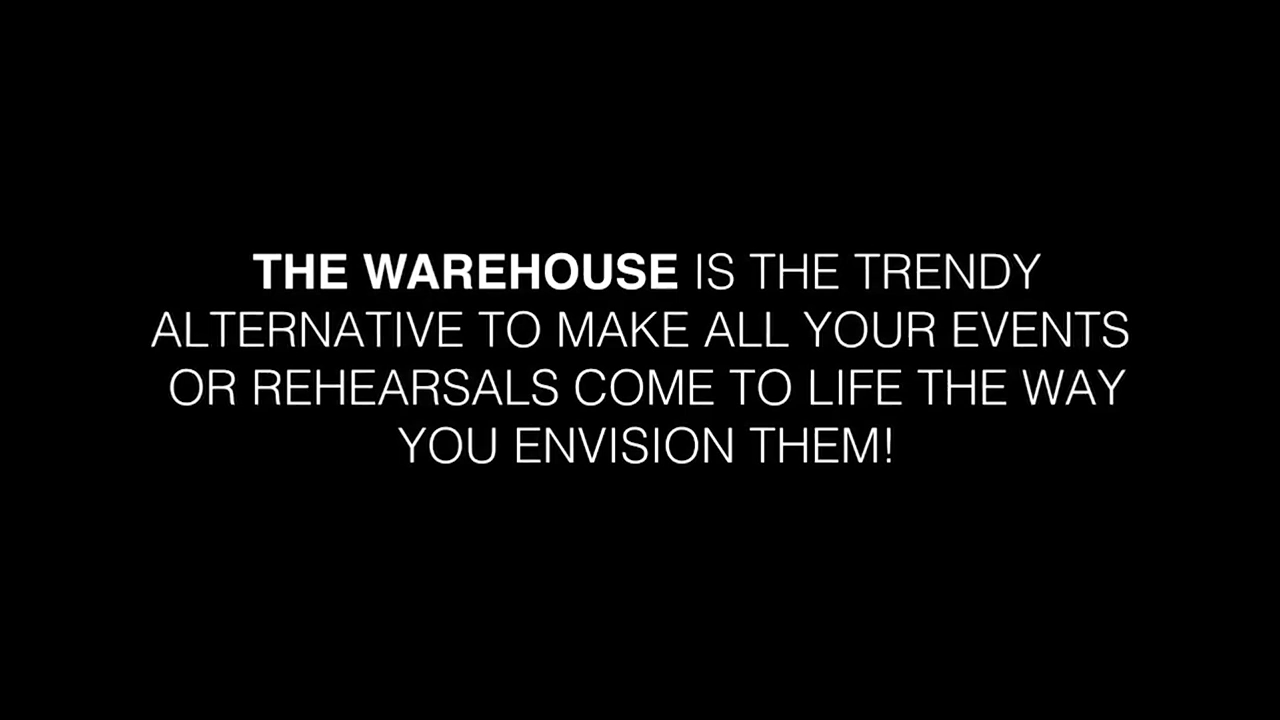 THE WAREHOUSE IS THE TRENDY
ALTERNATIVE TO MAKE ALL YOUR EVENTS
OR REHEARSALS COME TO LIFE THE WAY
YOU ENVISION THEM!